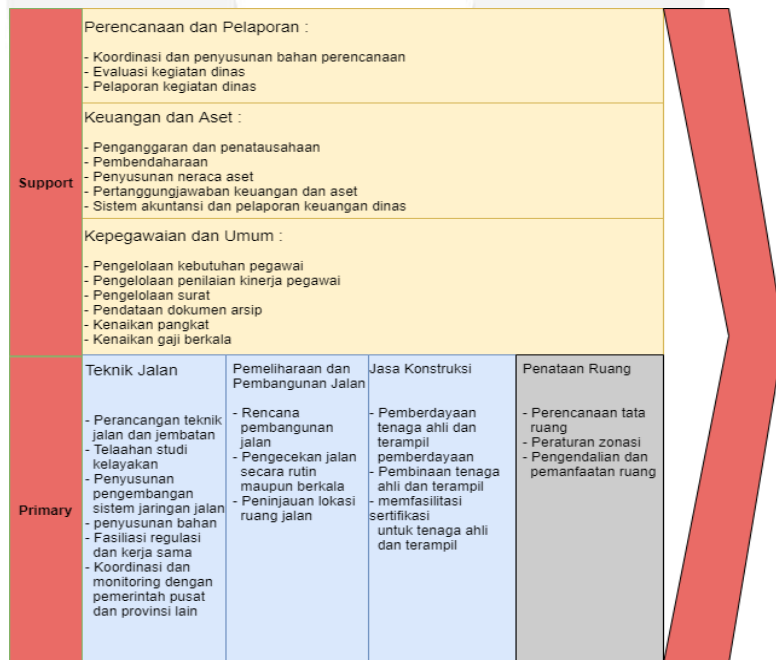 Support
Perencanaan dan Pelaporan :
- Koordinasi dan penyusunan bahan perencanaan
- Evaluasi kegiatan dinas
- Pelaporan kegiatan dinas
Keuangan dan Aset :
- Penganggaran dan penatausahaan
- Pembendaharaan
- Penyusunan neraca aset
- Pertanggungjawaban keuangan dan aset
- Sistem akuntansi dan pelaporan keuangan dinas
Kepegawaian dan Umum :
- Pengelolaan kebutuhan pegawai
- Pengelolaan penilaian kinerja pegawai
- Pengelolaan surat
- Pendataan dokumen arsip
- Kenaikan pangkat
- Kenaikan gaji berkala
Primary
Teknik Jalan
- Perancangan teknik
jalan dan jembatan
- Telaahan studi
kelayakan
- Penyusunan
pengembangan
sistem jaringan jalan
- penyusunan bahan
- Fasiliasi regulasi
dan kerja sama
- Koordinasi dan
monitoring dengan
pemerintah pusat
dan provinsi lain
Pemeliharaan dan
Pembangunan Jalan
- Rencana
pembangunan
jalan
- Pengecekan jalan
secara rutin
maupun berkala
- Peninjauan lokasi
ruang jalan
Jasa Konstruksi
- Pemberdayaan
tenaga ahli dan
terampil
pemberdayaan
- Pembinaan tenaga
ahli dan terampil
- memfasilitasi
sertifikasi
untuk tenaga ahli
dan terampil
Penataan Ruang
- Perencanaan tata
ruang
- Peraturan zonasi
- Pengendalian dan
pemanfaatan ruang